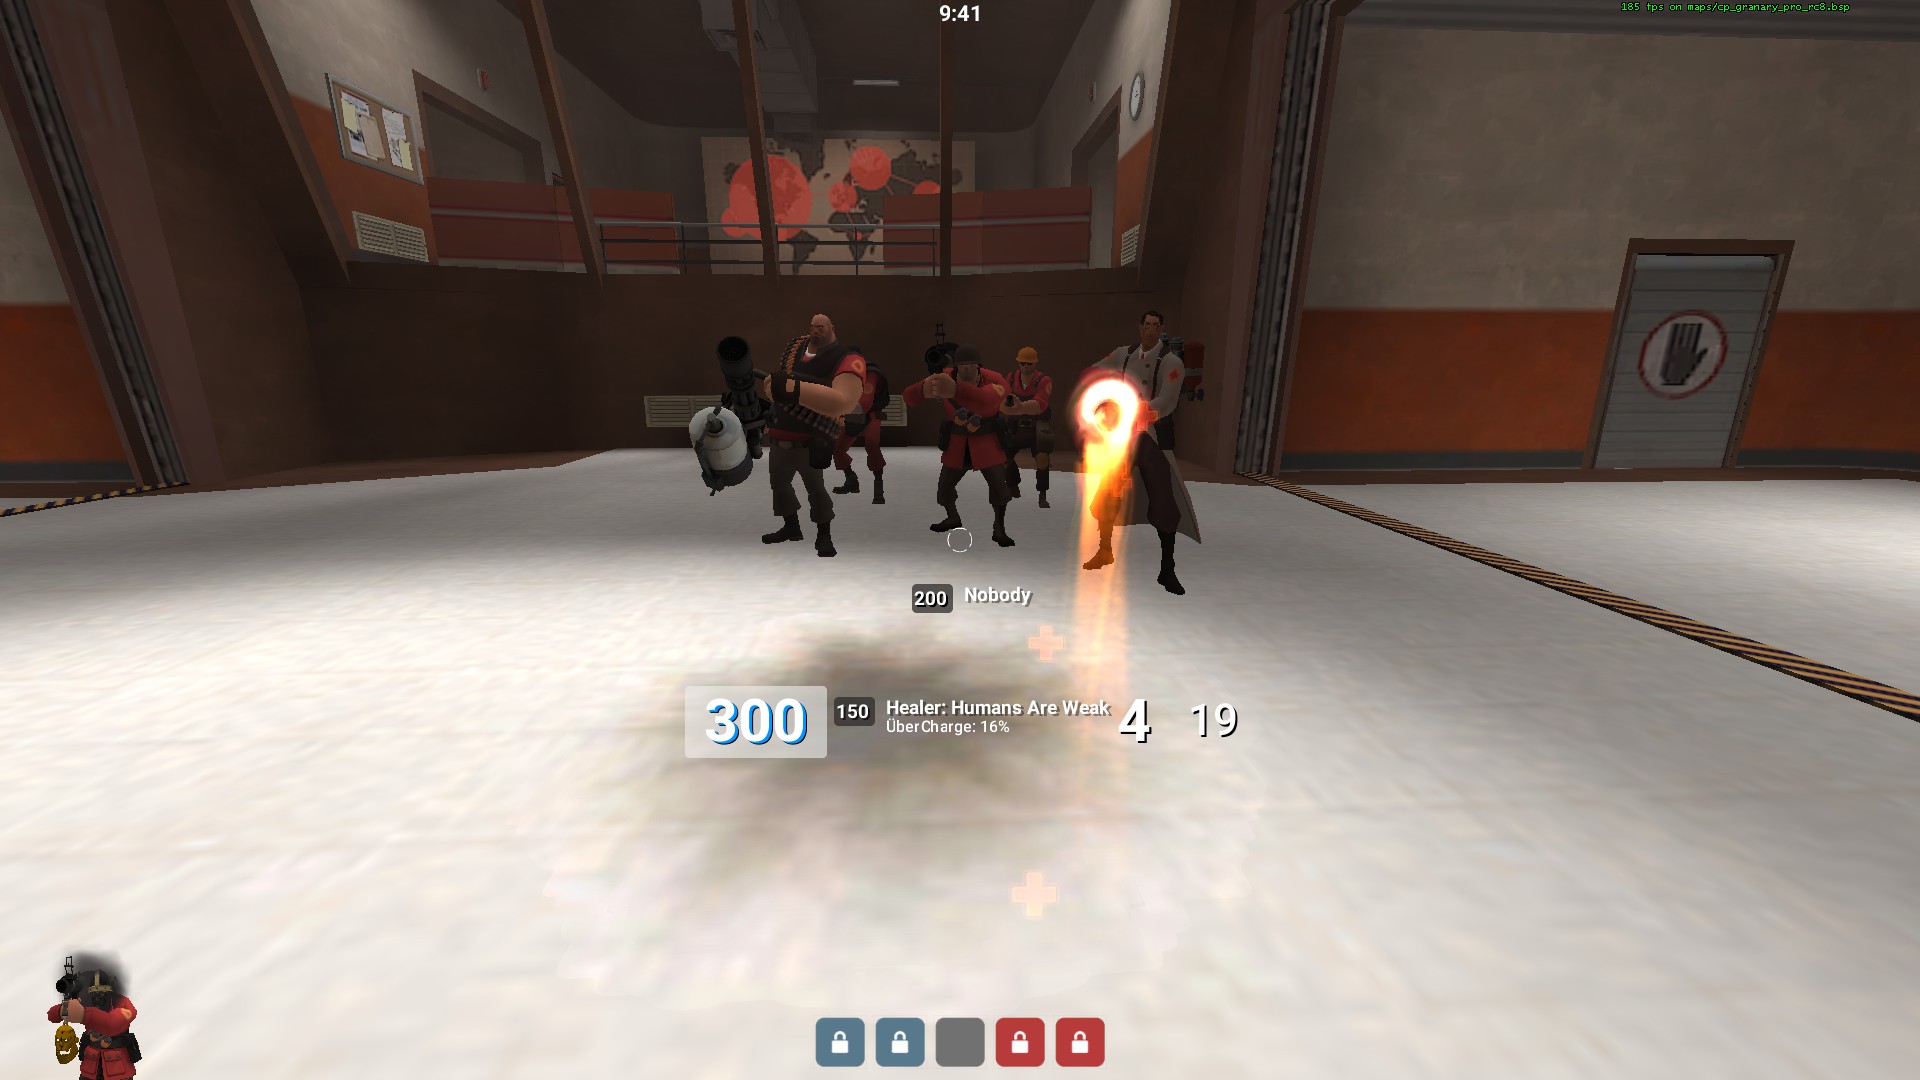 9:41
185 fps on maps/cp_granary_pro_rc8.bsp
200 Nobody
300
150 Healer: Humans Are Weak
ÜberCharge: 16%
4 19